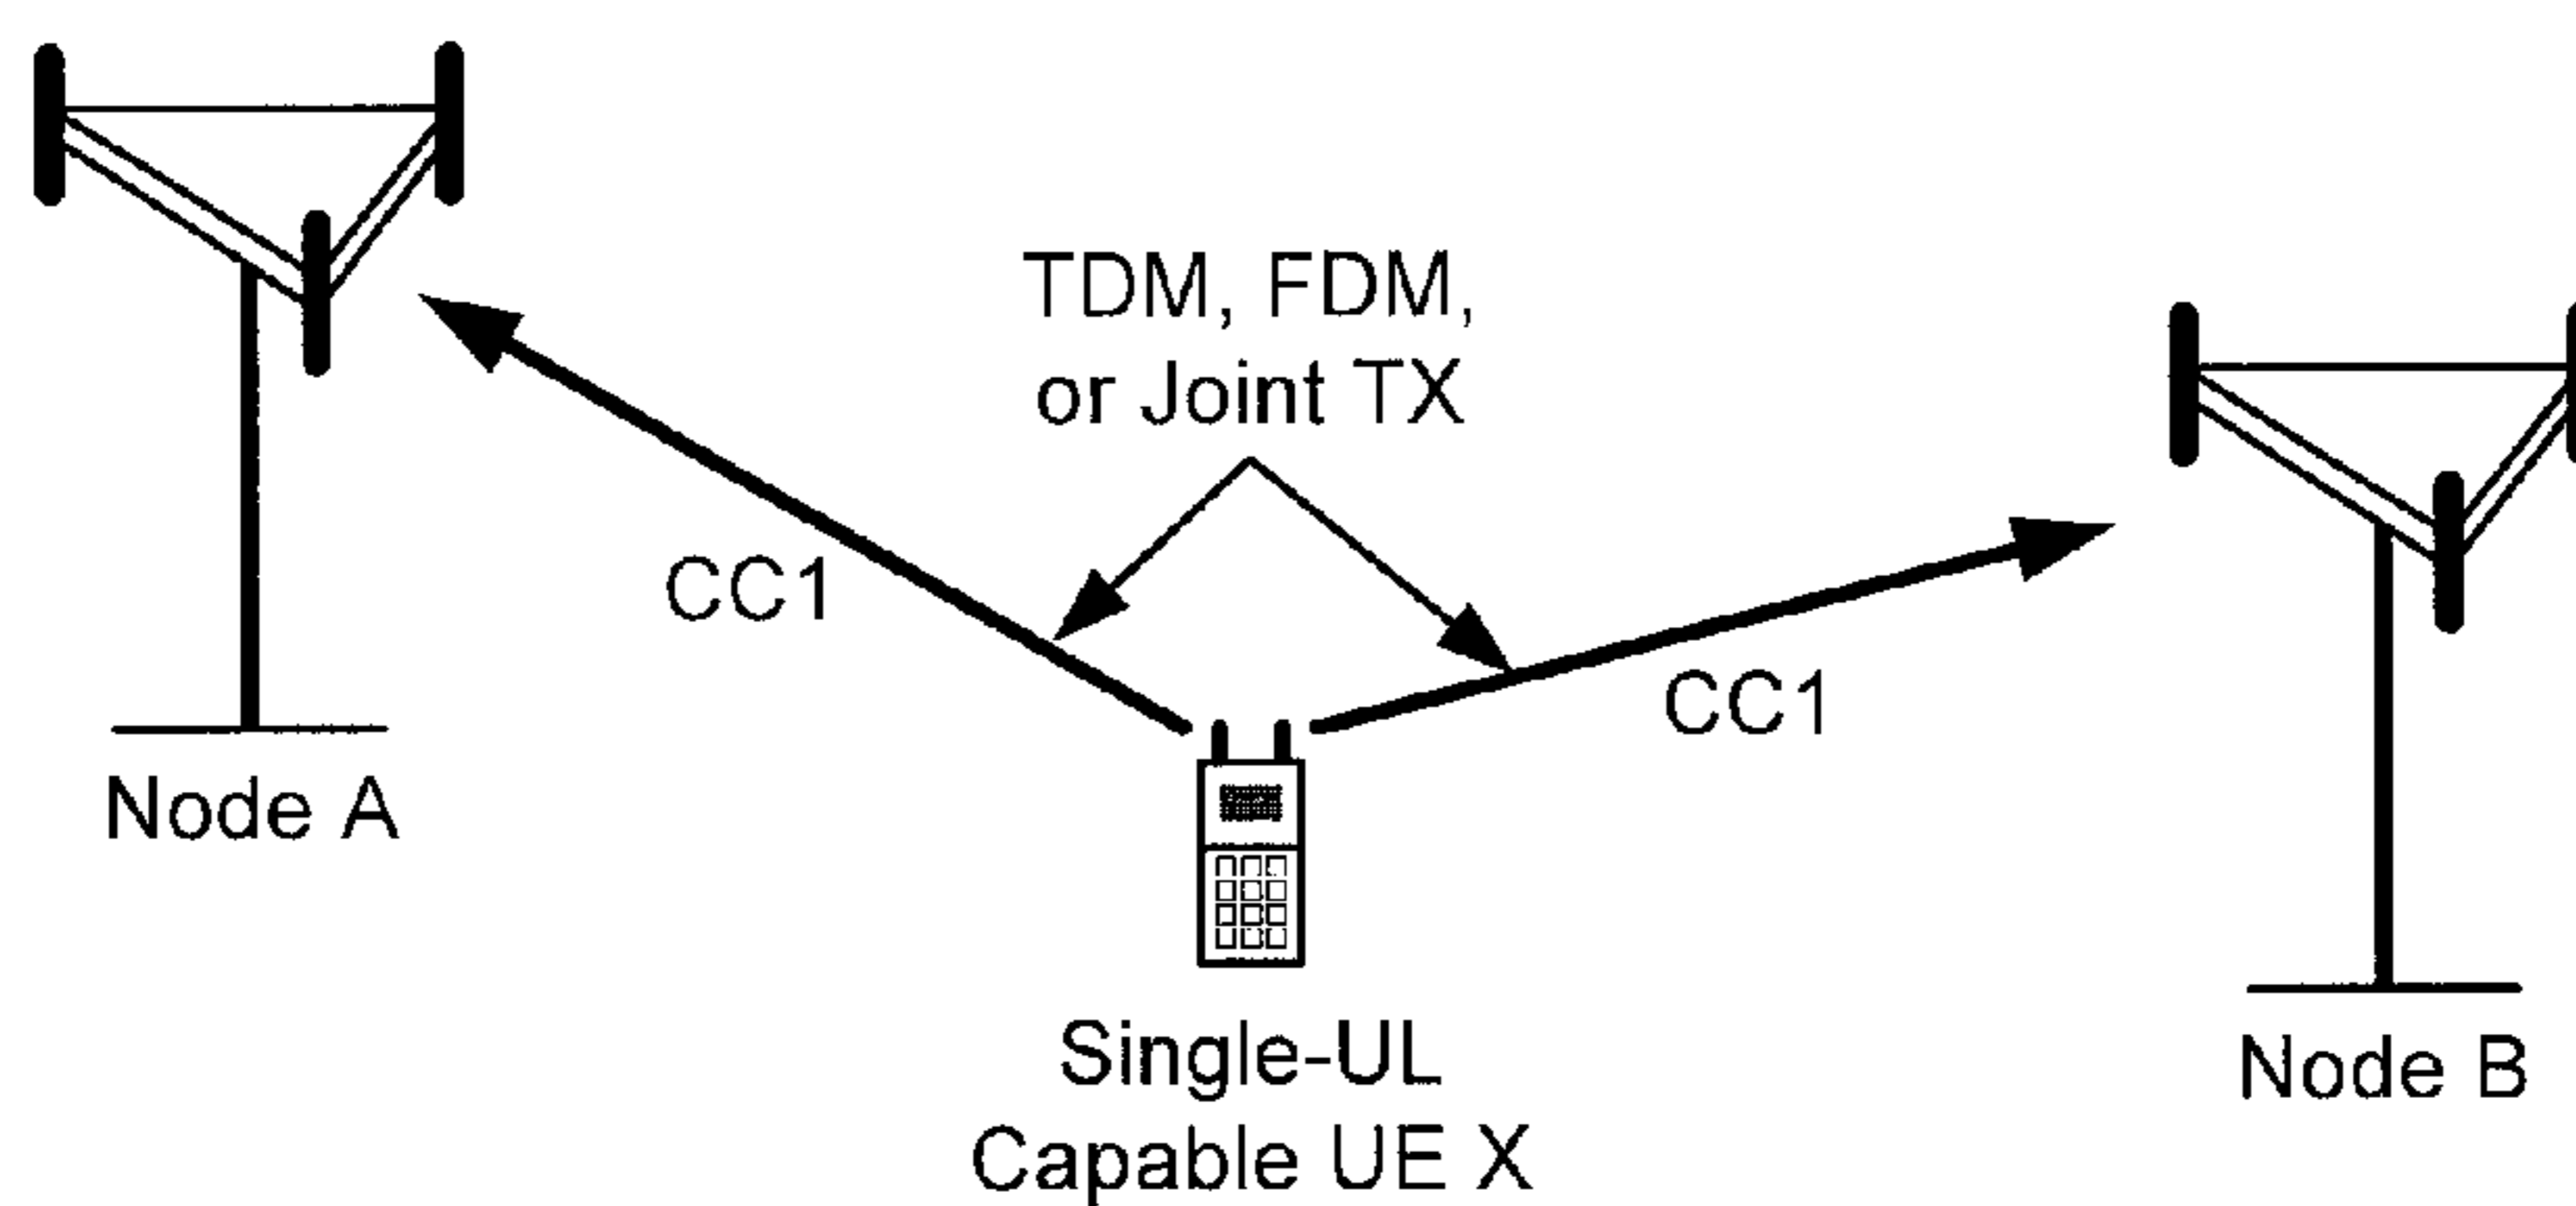 TDM, FDM,
or Joint TX
CC1
CC1
Node A
Node B
Single-UL
Capable UE X